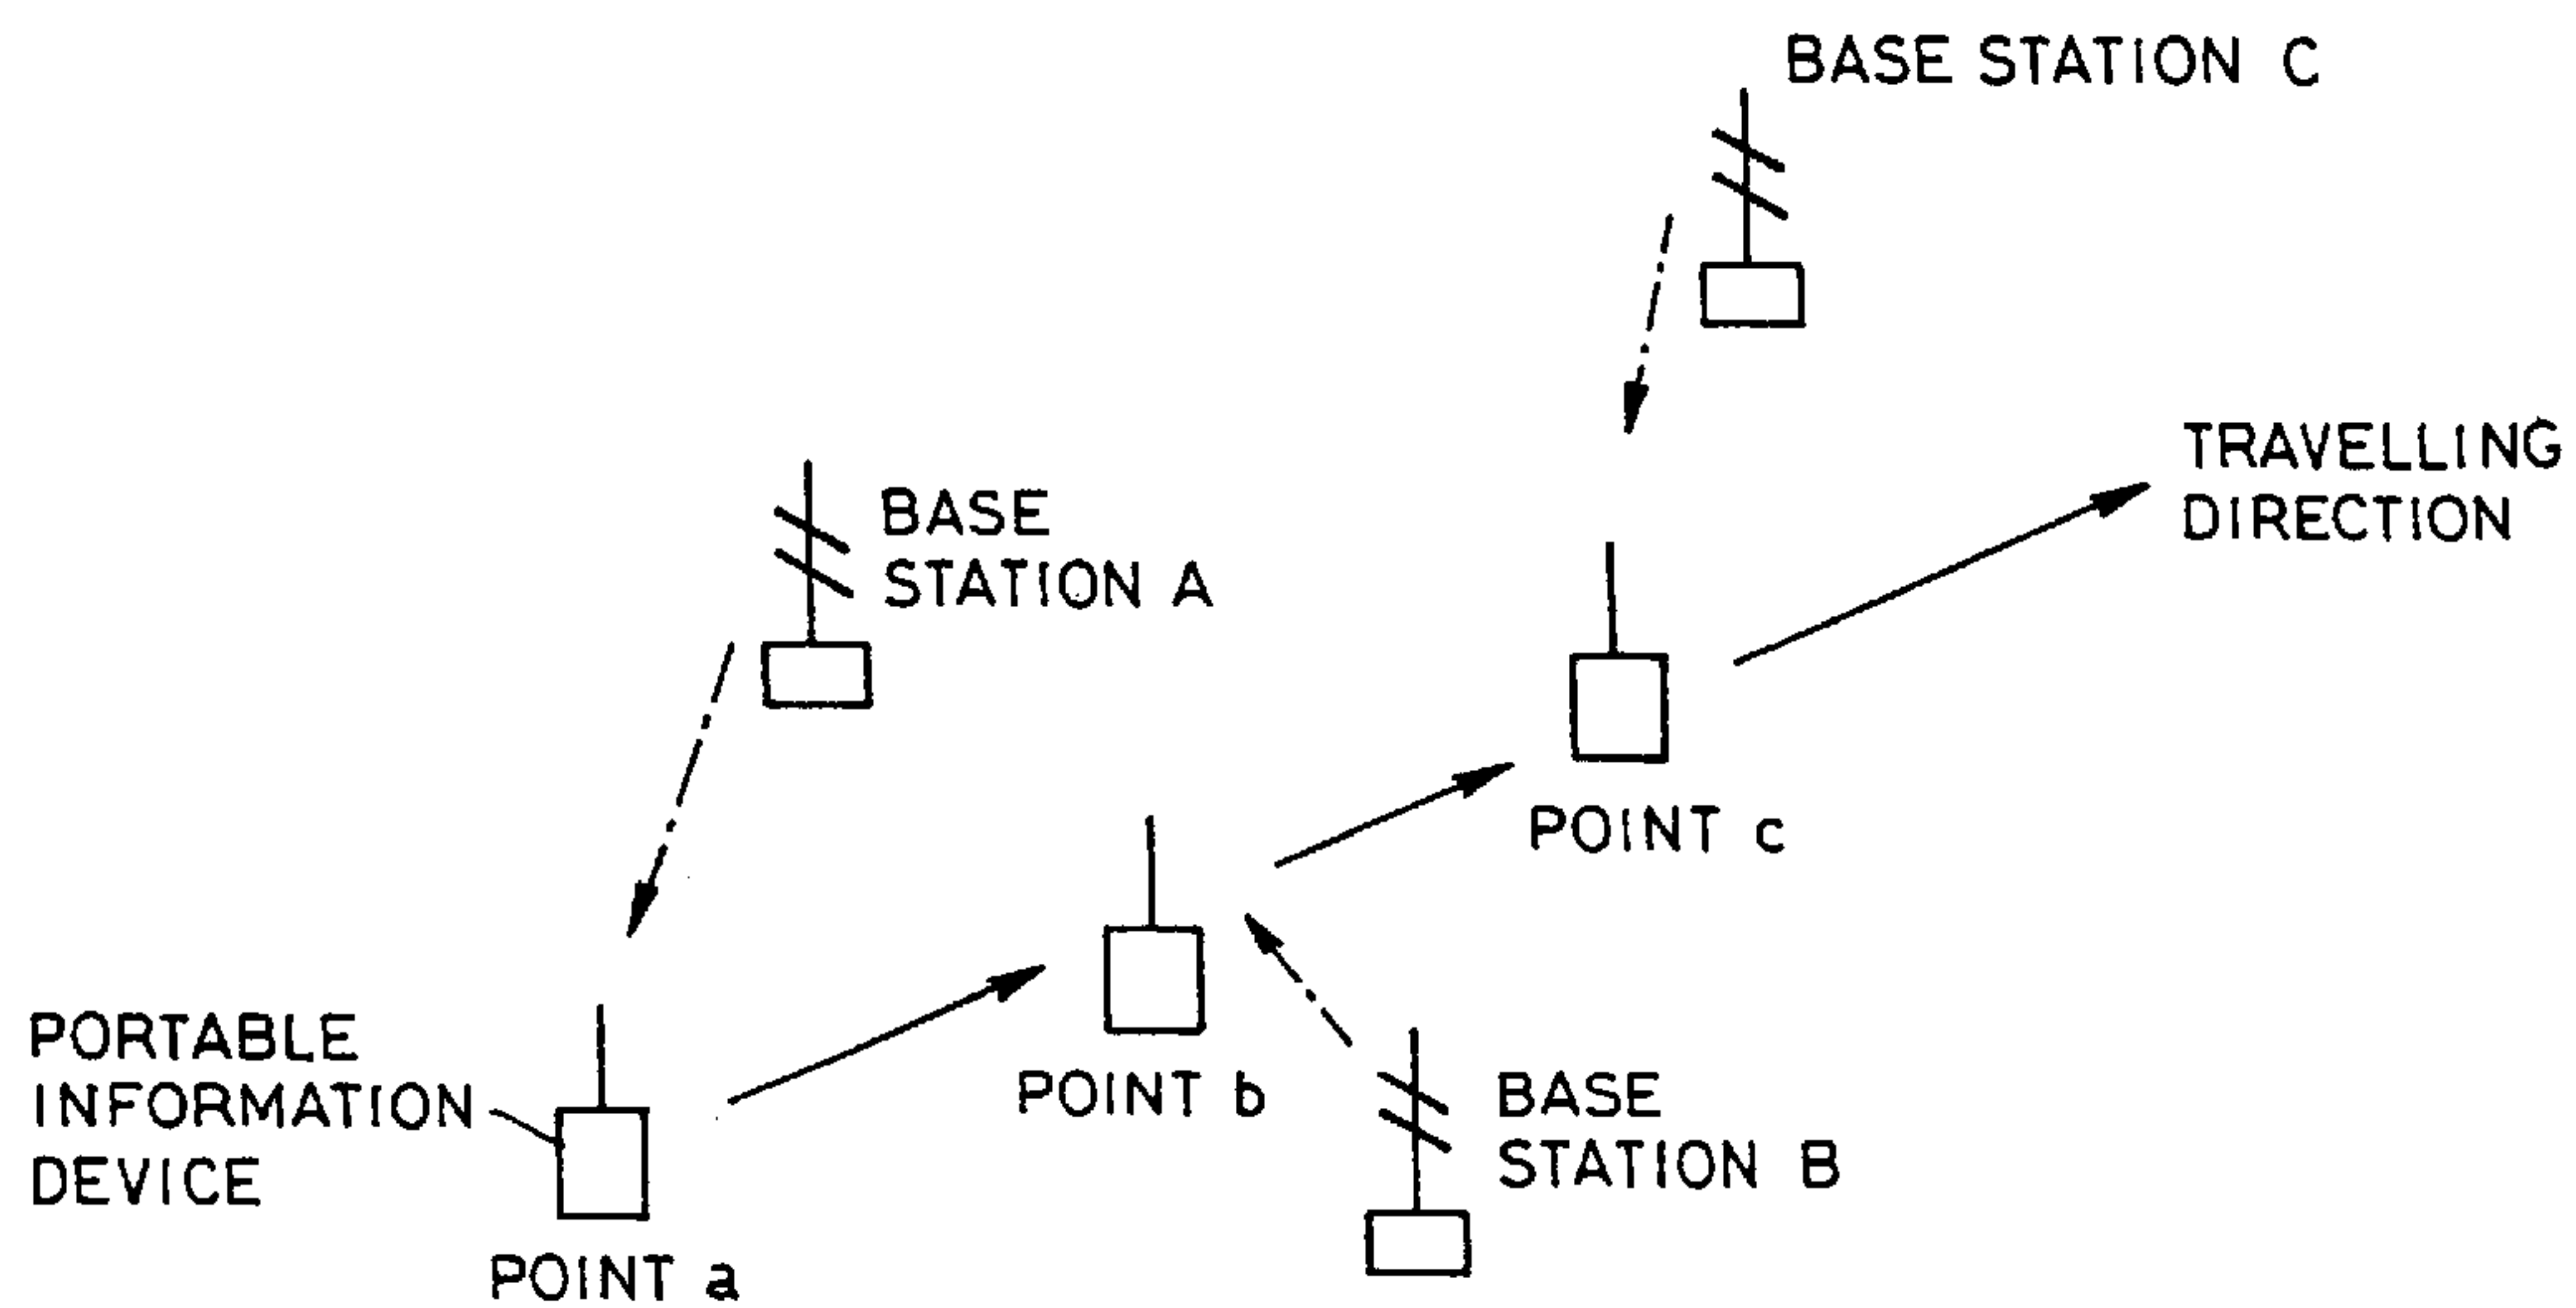 BASE STATION C
TRAVELLING
DIRECTION
BASE
STATION A
POINT c
PORTABLE
INFORMATION
DEVICE
POINT b
BASE
STATION B
POINT a